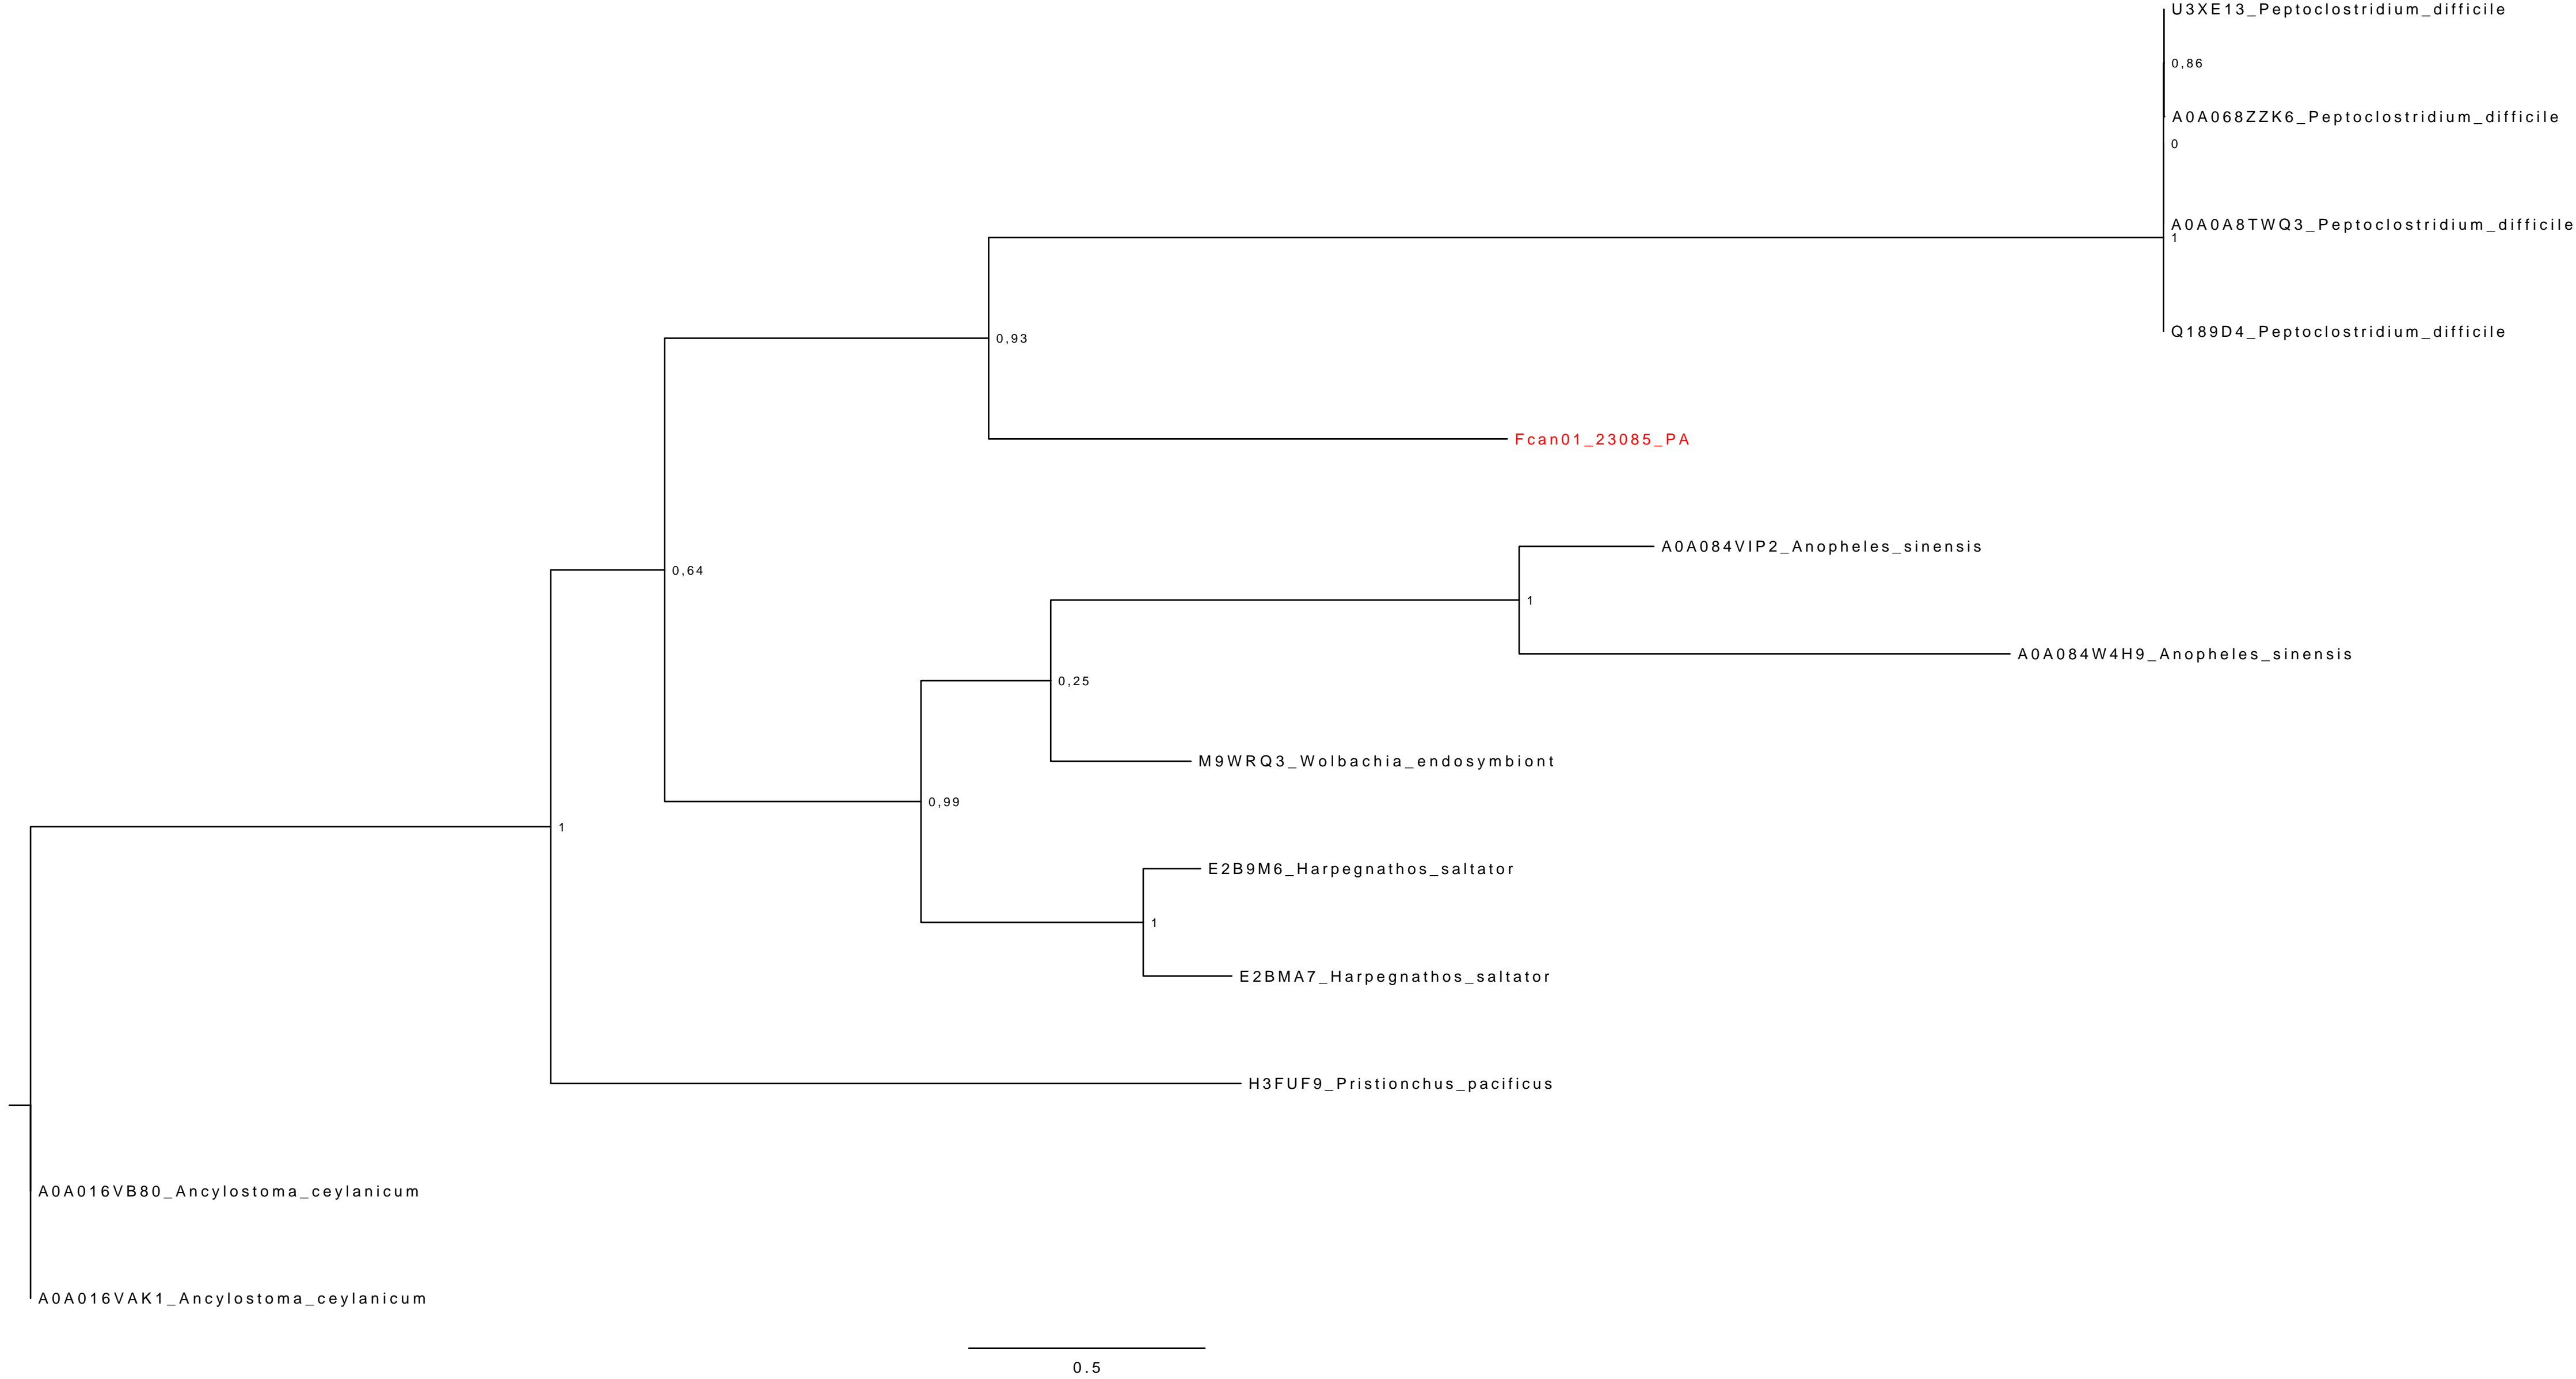 U3XE13_Peptoclostridium_difficile
0,86
A0A068ZZK6_Peptoclostridium_difficile
0
A0A0A8TWQ3_Peptoclostridium_difficile
1
Q189D4_Peptoclostridium_difficile
0,93
Fcan01_23085_PA
A0A084VIP2_Anopheles_sinensis
0,64
1
A0A084W4H9_Anopheles_sinensis
0,25
M9WRQ3_Wolbachia_endosymbiont
0,99
1
E2B9M6_Harpegnathos_saltator
1
E2BMA7_Harpegnathos_saltator
H3FUF9_Pristionchus_pacificus
A0A016VB80_Ancylostoma_ceylanicum
A0A016VAK1_Ancylostoma_ceylanicum
0.5